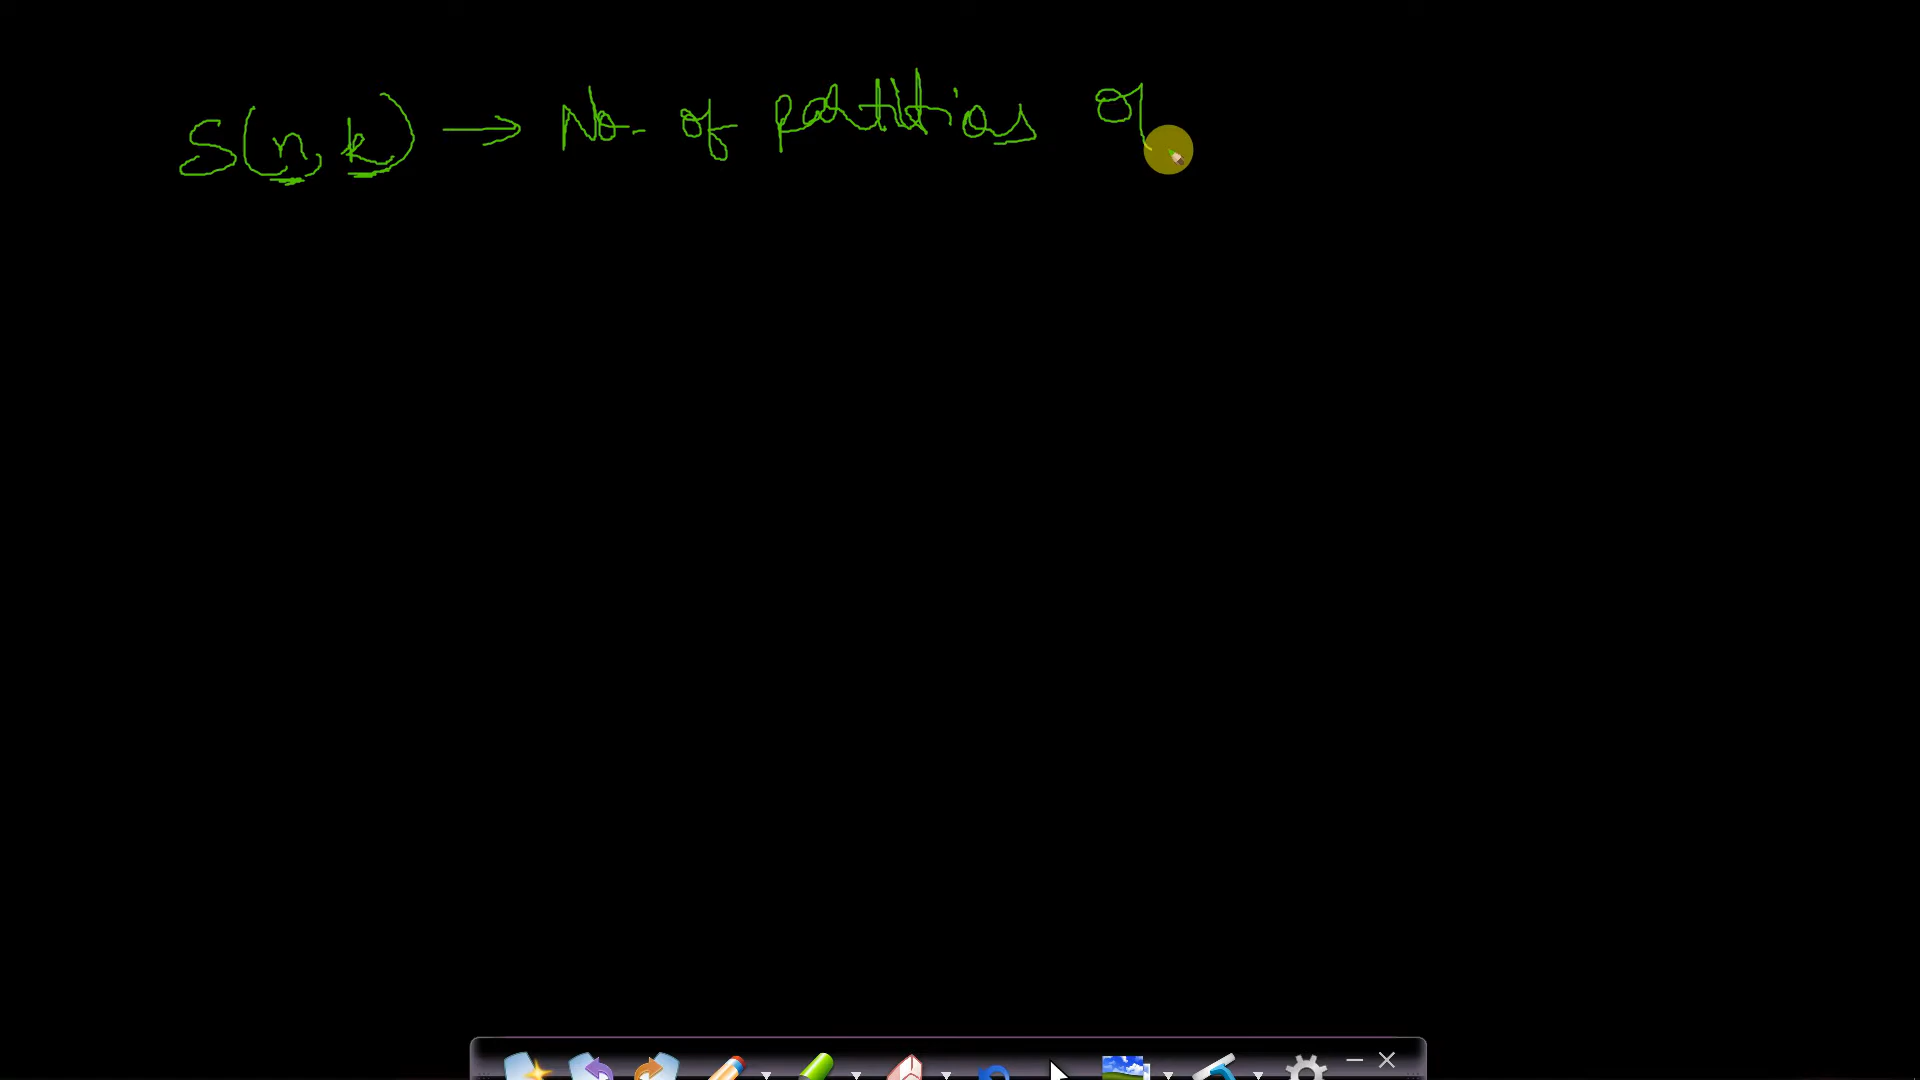 S(n, k) → No. of partitions of